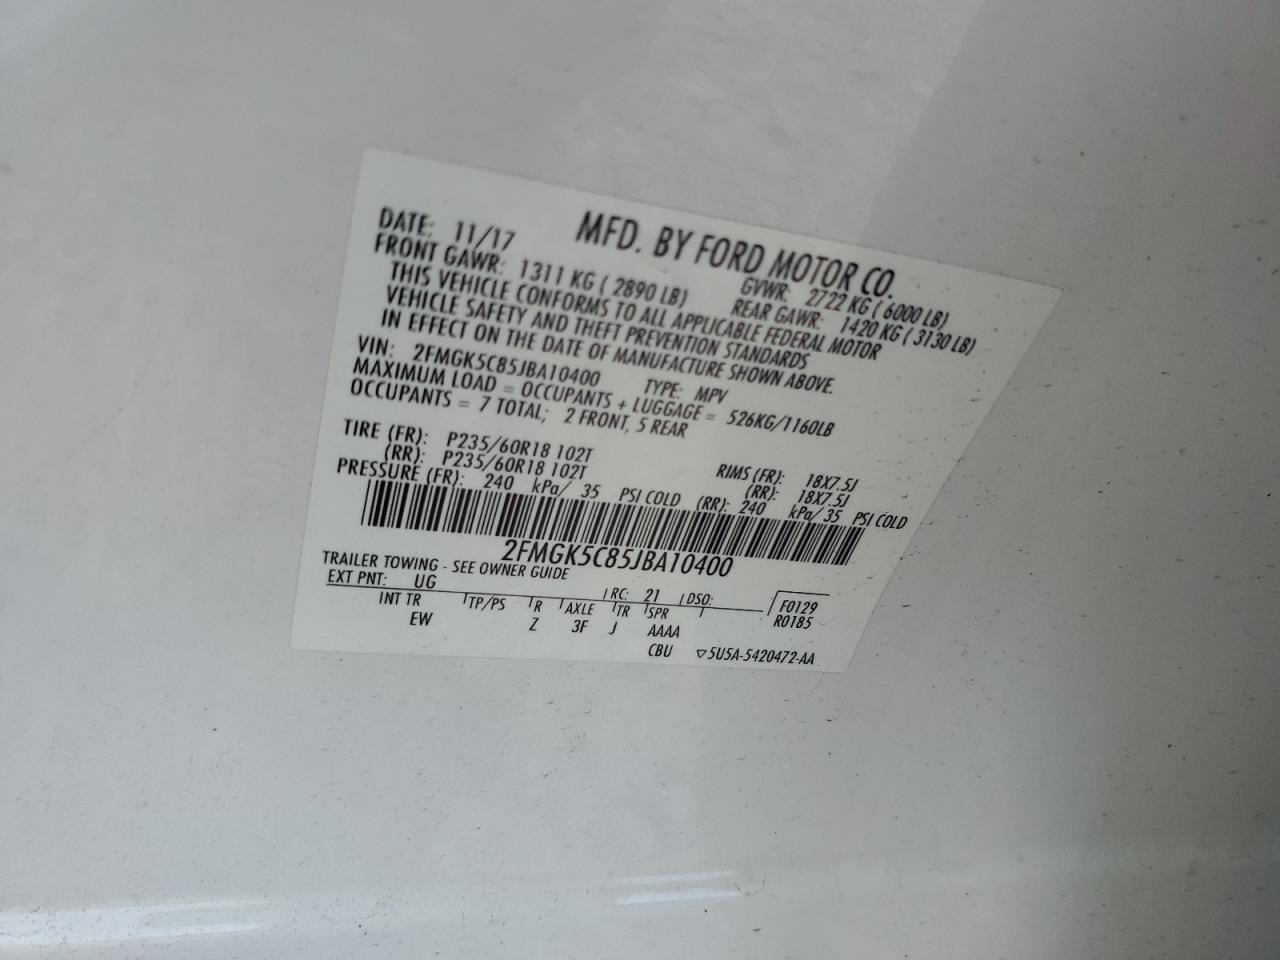 MFD. BY FORD MOTOR CO.
DATE: 11/17 GVWR: 2722 KG ( 6000 LB)
FRONT GAWR: 1311 KG ( 2890 LB) REAR GAWR: 1420 KG ( 3130 LB)
THIS VEHICLE CONFORMS TO ALL APPLICABLE FEDERAL MOTOR
VEHICLE SAFETY AND THEFT PREVENTION STANDARDS
IN EFFECT ON THE DATE OF MANUFACTURE SHOWN ABOVE.
VIN: 2FMGK5C85JBA10400 TYPE: MPV
MAXIMUM LOAD = OCCUPANTS + LUGGAGE = 526KG/1160LB
OCCUPANTS = 7 TOTAL; 2 FRONT, 5 REAR
TIRE (FR): P235/60R18 102T RIMS (FR): 18X7.5J
(RR): P235/60R18 102T (RR): 18X7.5J
PRESSURE (FR): 240 kPa/ 35 PSI COLD (RR): 240 kPa/ 35 PSI COLD
2FMGK5C85JBA10400
TRAILER TOWING - SEE OWNER GUIDE
EXT PNT: UG RC: 21 DSO: F0129
INT TR TP/PS R AXLE TR SPR R0185
EW Z 3F J AAAA
CBU ▽5U5A-5420472-AA